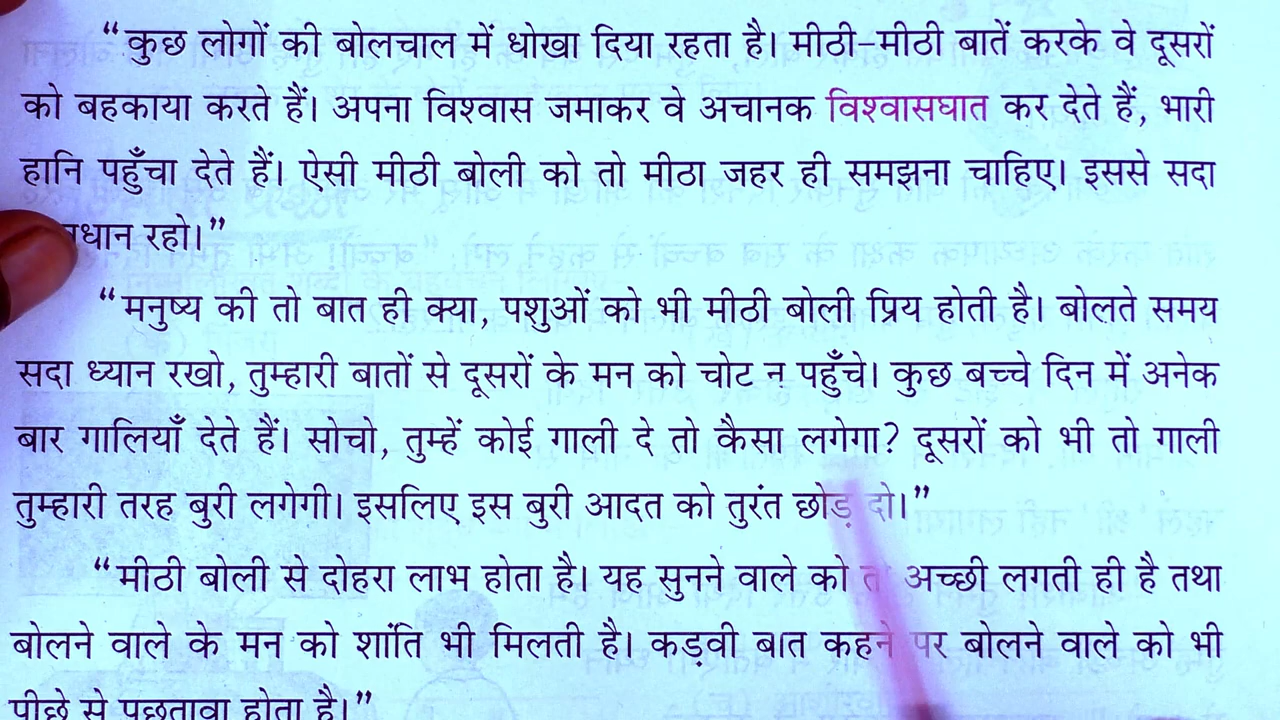 “कुछ लोगों की बोलचाल में धोखा दिया रहता है। मीठी-मीठी बातें करके वे दूसरों
को बहकाया करते हैं। अपना विश्वास जमाकर वे अचानक विश्वासघात कर देते हैं, भारी
हानि पहुँचा देते हैं। ऐसी मीठी बोली को तो मीठा जहर ही समझना चाहिए। इससे सदा
रहो।”
“मनुष्य की तो बात ही क्या, पशुओं को भी मीठी बोली प्रिय होती है। बोलते समय
सदा ध्यान रखो, तुम्हारी बातों से दूसरों के मन को चोट न पहुँचे। कुछ बच्चे दिन में अनेक
बार गालियाँ देते हैं। सोचो, तुम्हें कोई गाली दे तो कैसा लगेगा? दूसरों को भी तो गाली
तुम्हारी तरह बुरी लगेगी। इसलिए इस बुरी आदत को तुरंत छोड़ दो।”
“मीठी बोली से दोहरा लाभ होता है। यह सुनने वाले को अच्छी लगती ही है तथा
बोलने वाले के मन को शांति भी मिलती है। कड़वी बात कहने पर बोलने वाले को भी
पीछे से पछतावा होता है।”